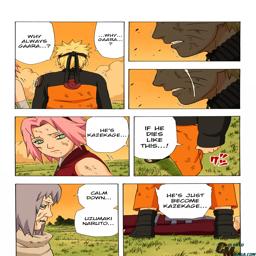 WHY
ALWAYS
GAARA...?
...WHY
GAARA...?
HE'S
KAZEKAGE...
IF HE
DIES
LIKE
THIS...!
CALM
DOWN...
UZUMAKI
NARUTO...
HE'S JUST
BECOME
KAZEKAGE...